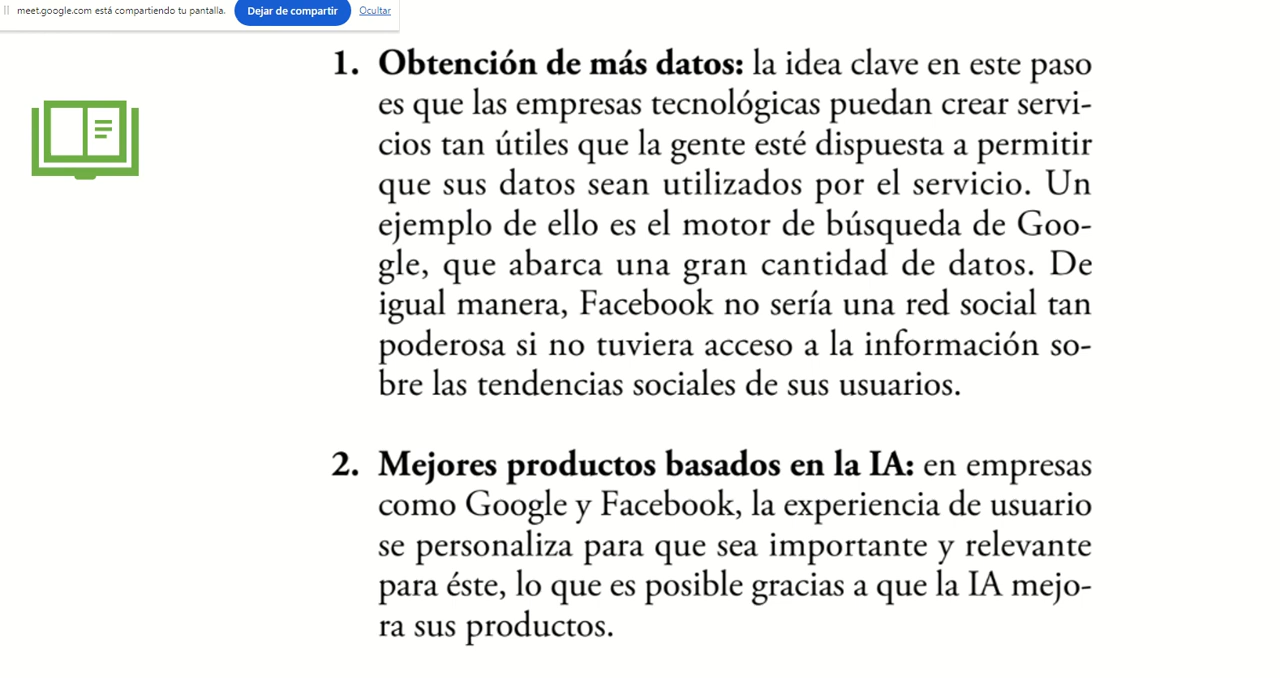 meet.google.com está compartiendo tu pantalla. Dejar de compartir Ocultar
1. Obtención de más datos: la idea clave en este paso
es que las empresas tecnológicas puedan crear servi-
cios tan útiles que la gente esté dispuesta a permitir
que sus datos sean utilizados por el servicio. Un
ejemplo de ello es el motor de búsqueda de Goo-
gle, que abarca una gran cantidad de datos. De
igual manera, Facebook no sería una red social tan
poderosa si no tuviera acceso a la información so-
bre las tendencias sociales de sus usuarios.
2. Mejores productos basados en la IA: en empresas
como Google y Facebook, la experiencia de usuario
se personaliza para que sea importante y relevante
para éste, lo que es posible gracias a que la IA mejo-
ra sus productos.